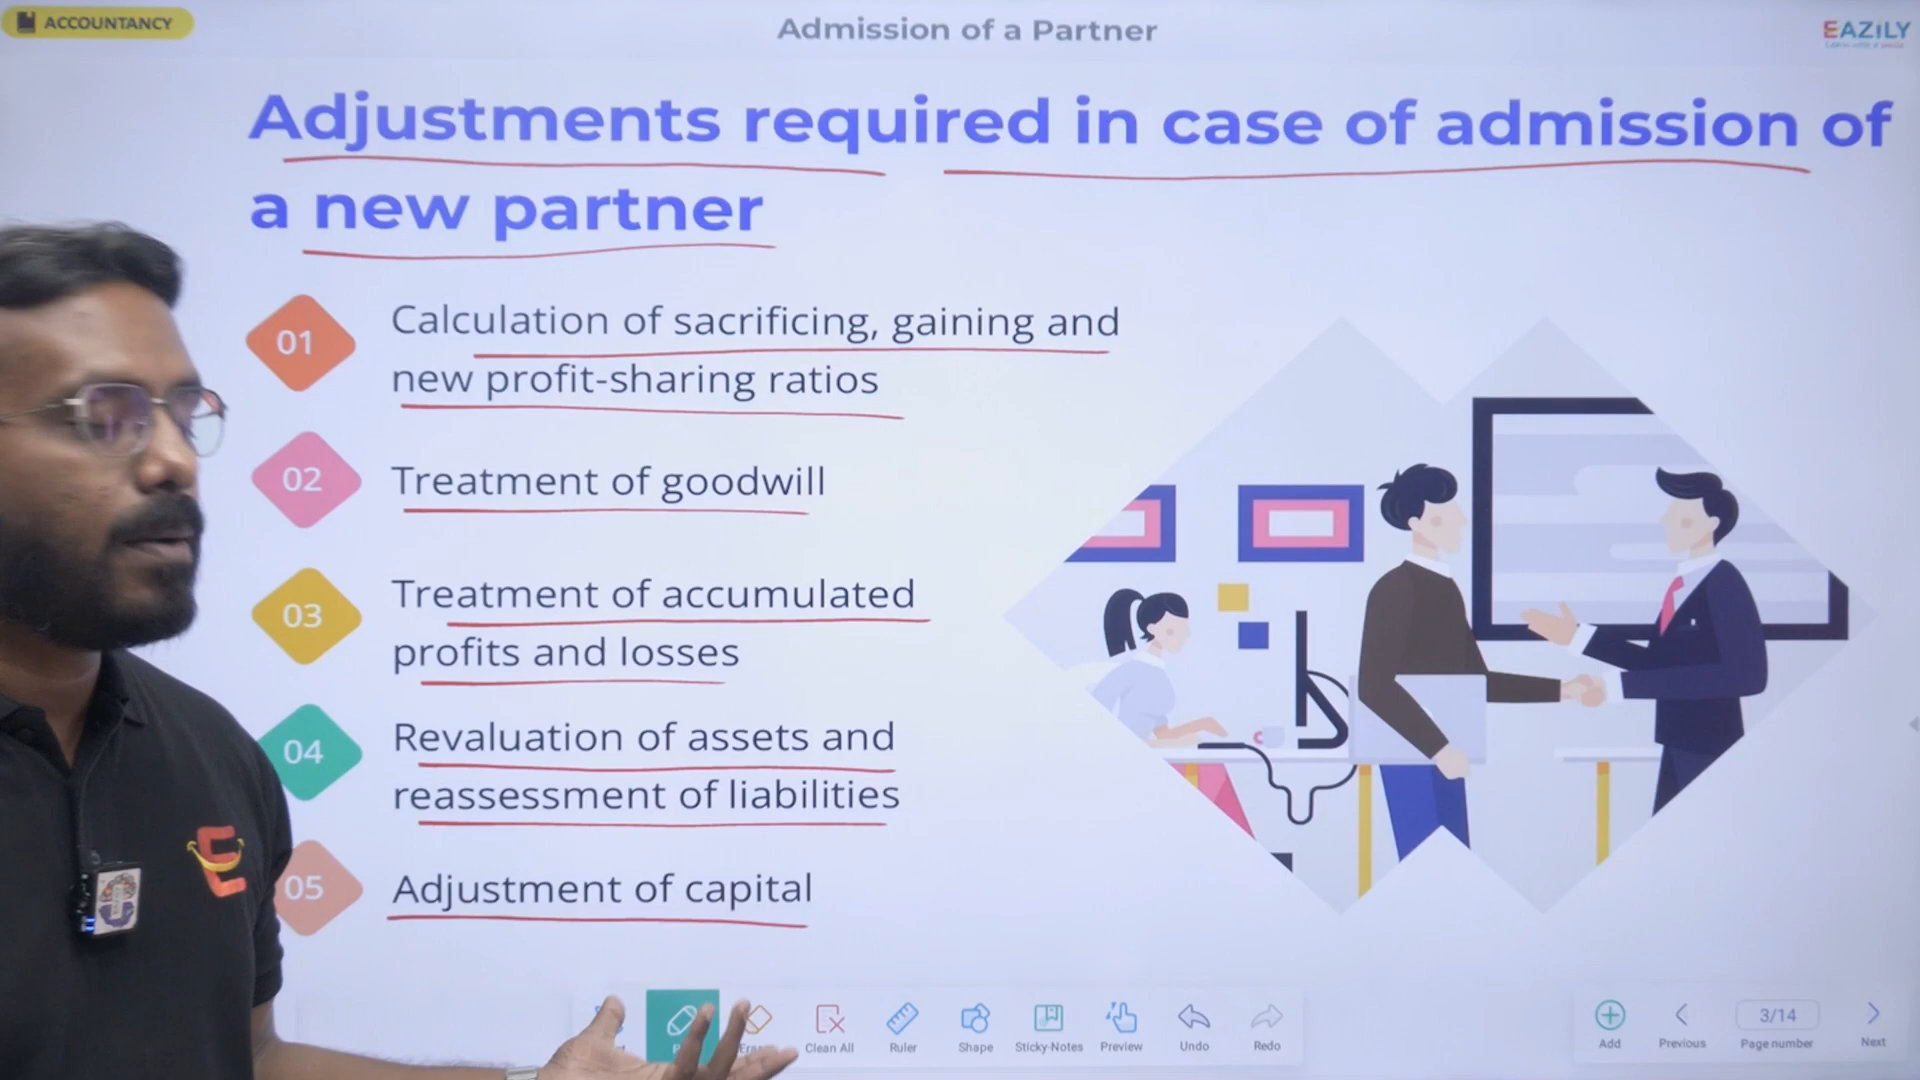 ACCOUNTANCY
Admission of a Partner
EAZILY
Adjustments required in case of admission of
a new partner
01
Calculation of sacrificing, gaining and
new profit-sharing ratios
02
Treatment of goodwill
03
Treatment of accumulated
profits and losses
04
Revaluation of assets and
reassessment of liabilities
05
Adjustment of capital
Clean All
Ruler
Shape
Sticky-Notes
Preview
Undo
Redo
Add
Previous
3/14
Page number
Next